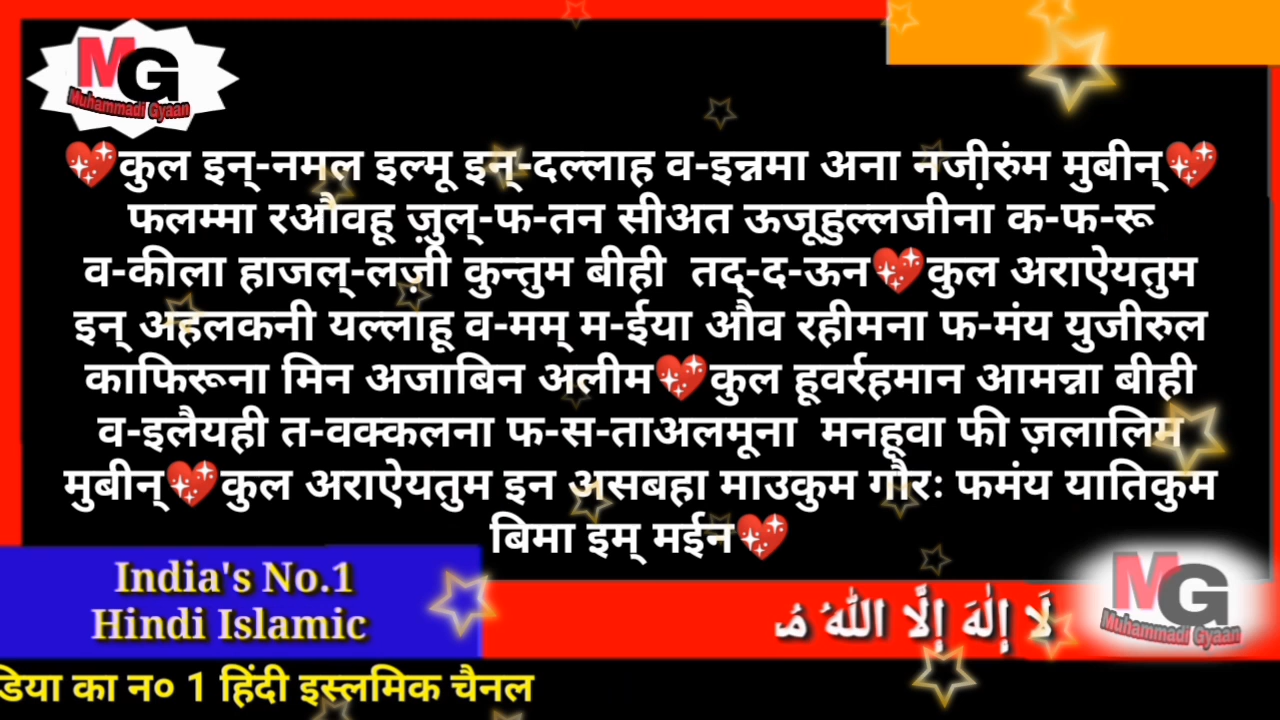 MG
Muhammadi Gyaan
💖कुल इन्-नमल इल्मू इन्-दल्लाह व-इन्नमा अना नजी़रुंम मुबीन्💖
फलम्मा रऔवहू ज़ुल्-फ-तन सीअत ऊजूहुल्लजीना क-फ-रू
व-कीला हाजल्-लज़ी कुन्तुम बीही तद्-द-ऊन💖कुल अराऐयतुम
इन् अहलकनी यल्लाहू व-मम् म-ईया औव रहीमना फ-मंय युजीरुल
काफिरूना मिन अजाबिन अलीम💖कुल हूवर्रहमान आमन्ना बीही
व-इलैयही त-वक्कलना फ-स-ताअलमूना मनहूवा फी ज़लालिम
मुबीन्💖कुल अराऐयतुम इन असबहा माउकुम गौरः फमंय यातिकुम
बिमा इम् मईन💖
India's No.1
Hindi Islamic
لَا إِلٰهَ إِلَّا اللهُ مُـ
MG
Muhammadi Gyaan
डिया का न० 1 हिंदी इस्लमिक चैनल